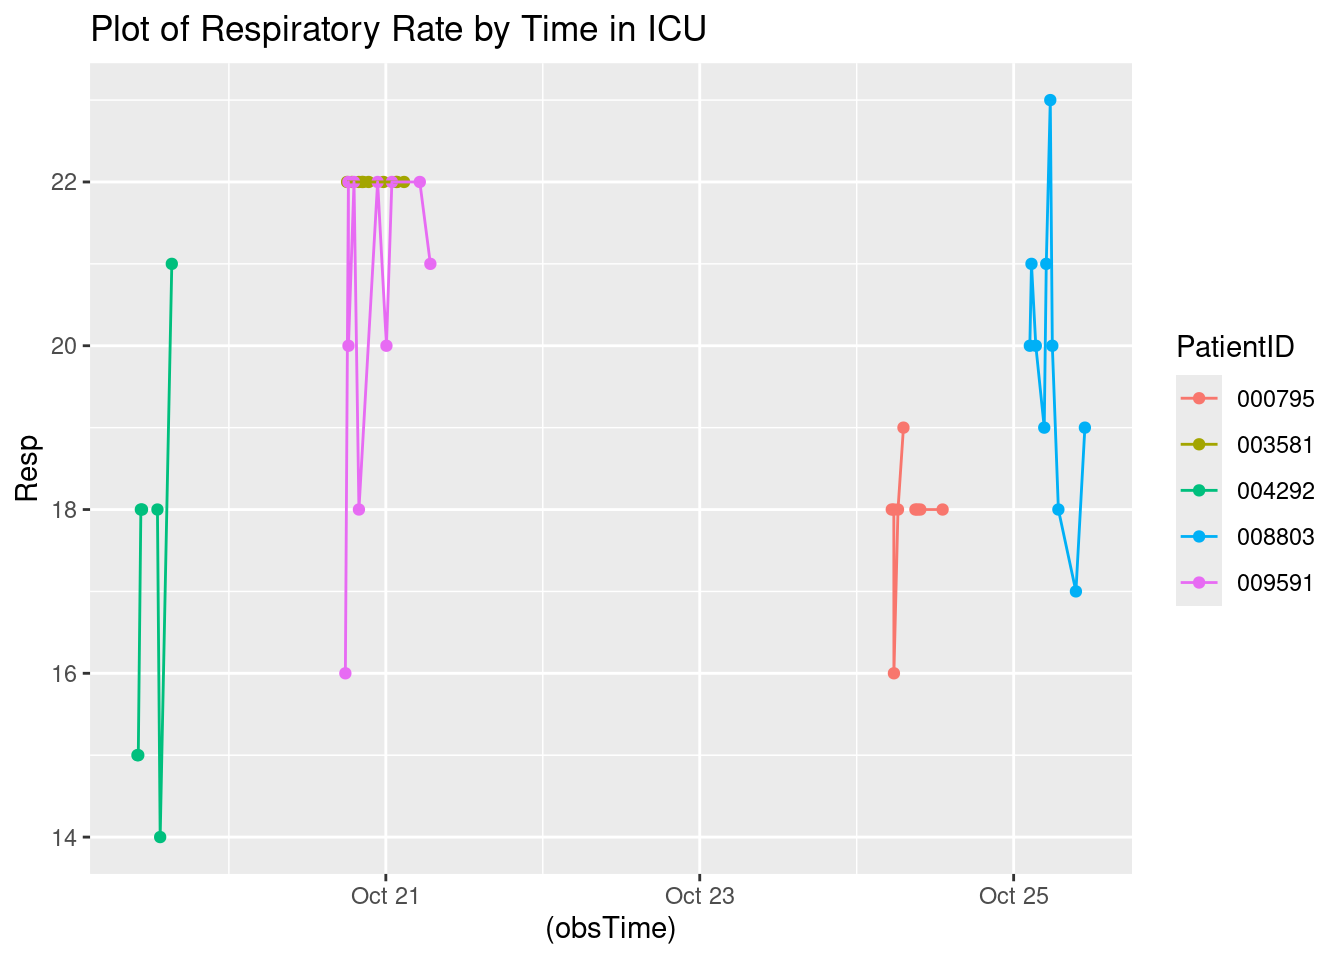 Plot of Respiratory Rate by Time in ICU
22
20
18
16
14
Resp
Oct 21
Oct 23
Oct 25
(obsTime)
PatientID
000795
003581
004292
008803
009591